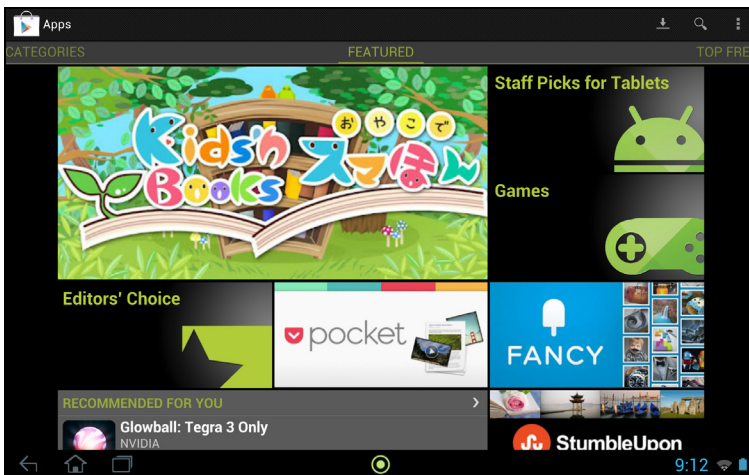 Apps
CATEGORIES
FEATURED
TOP FRE
Kids'n
Books
おやこで
スマほん
Staff Picks for Tablets
Games
Editors' Choice
pocket
FANCY
RECOMMENDED FOR YOU
Glowball: Tegra 3 Only
NVIDIA
StumbleUpon
9:12